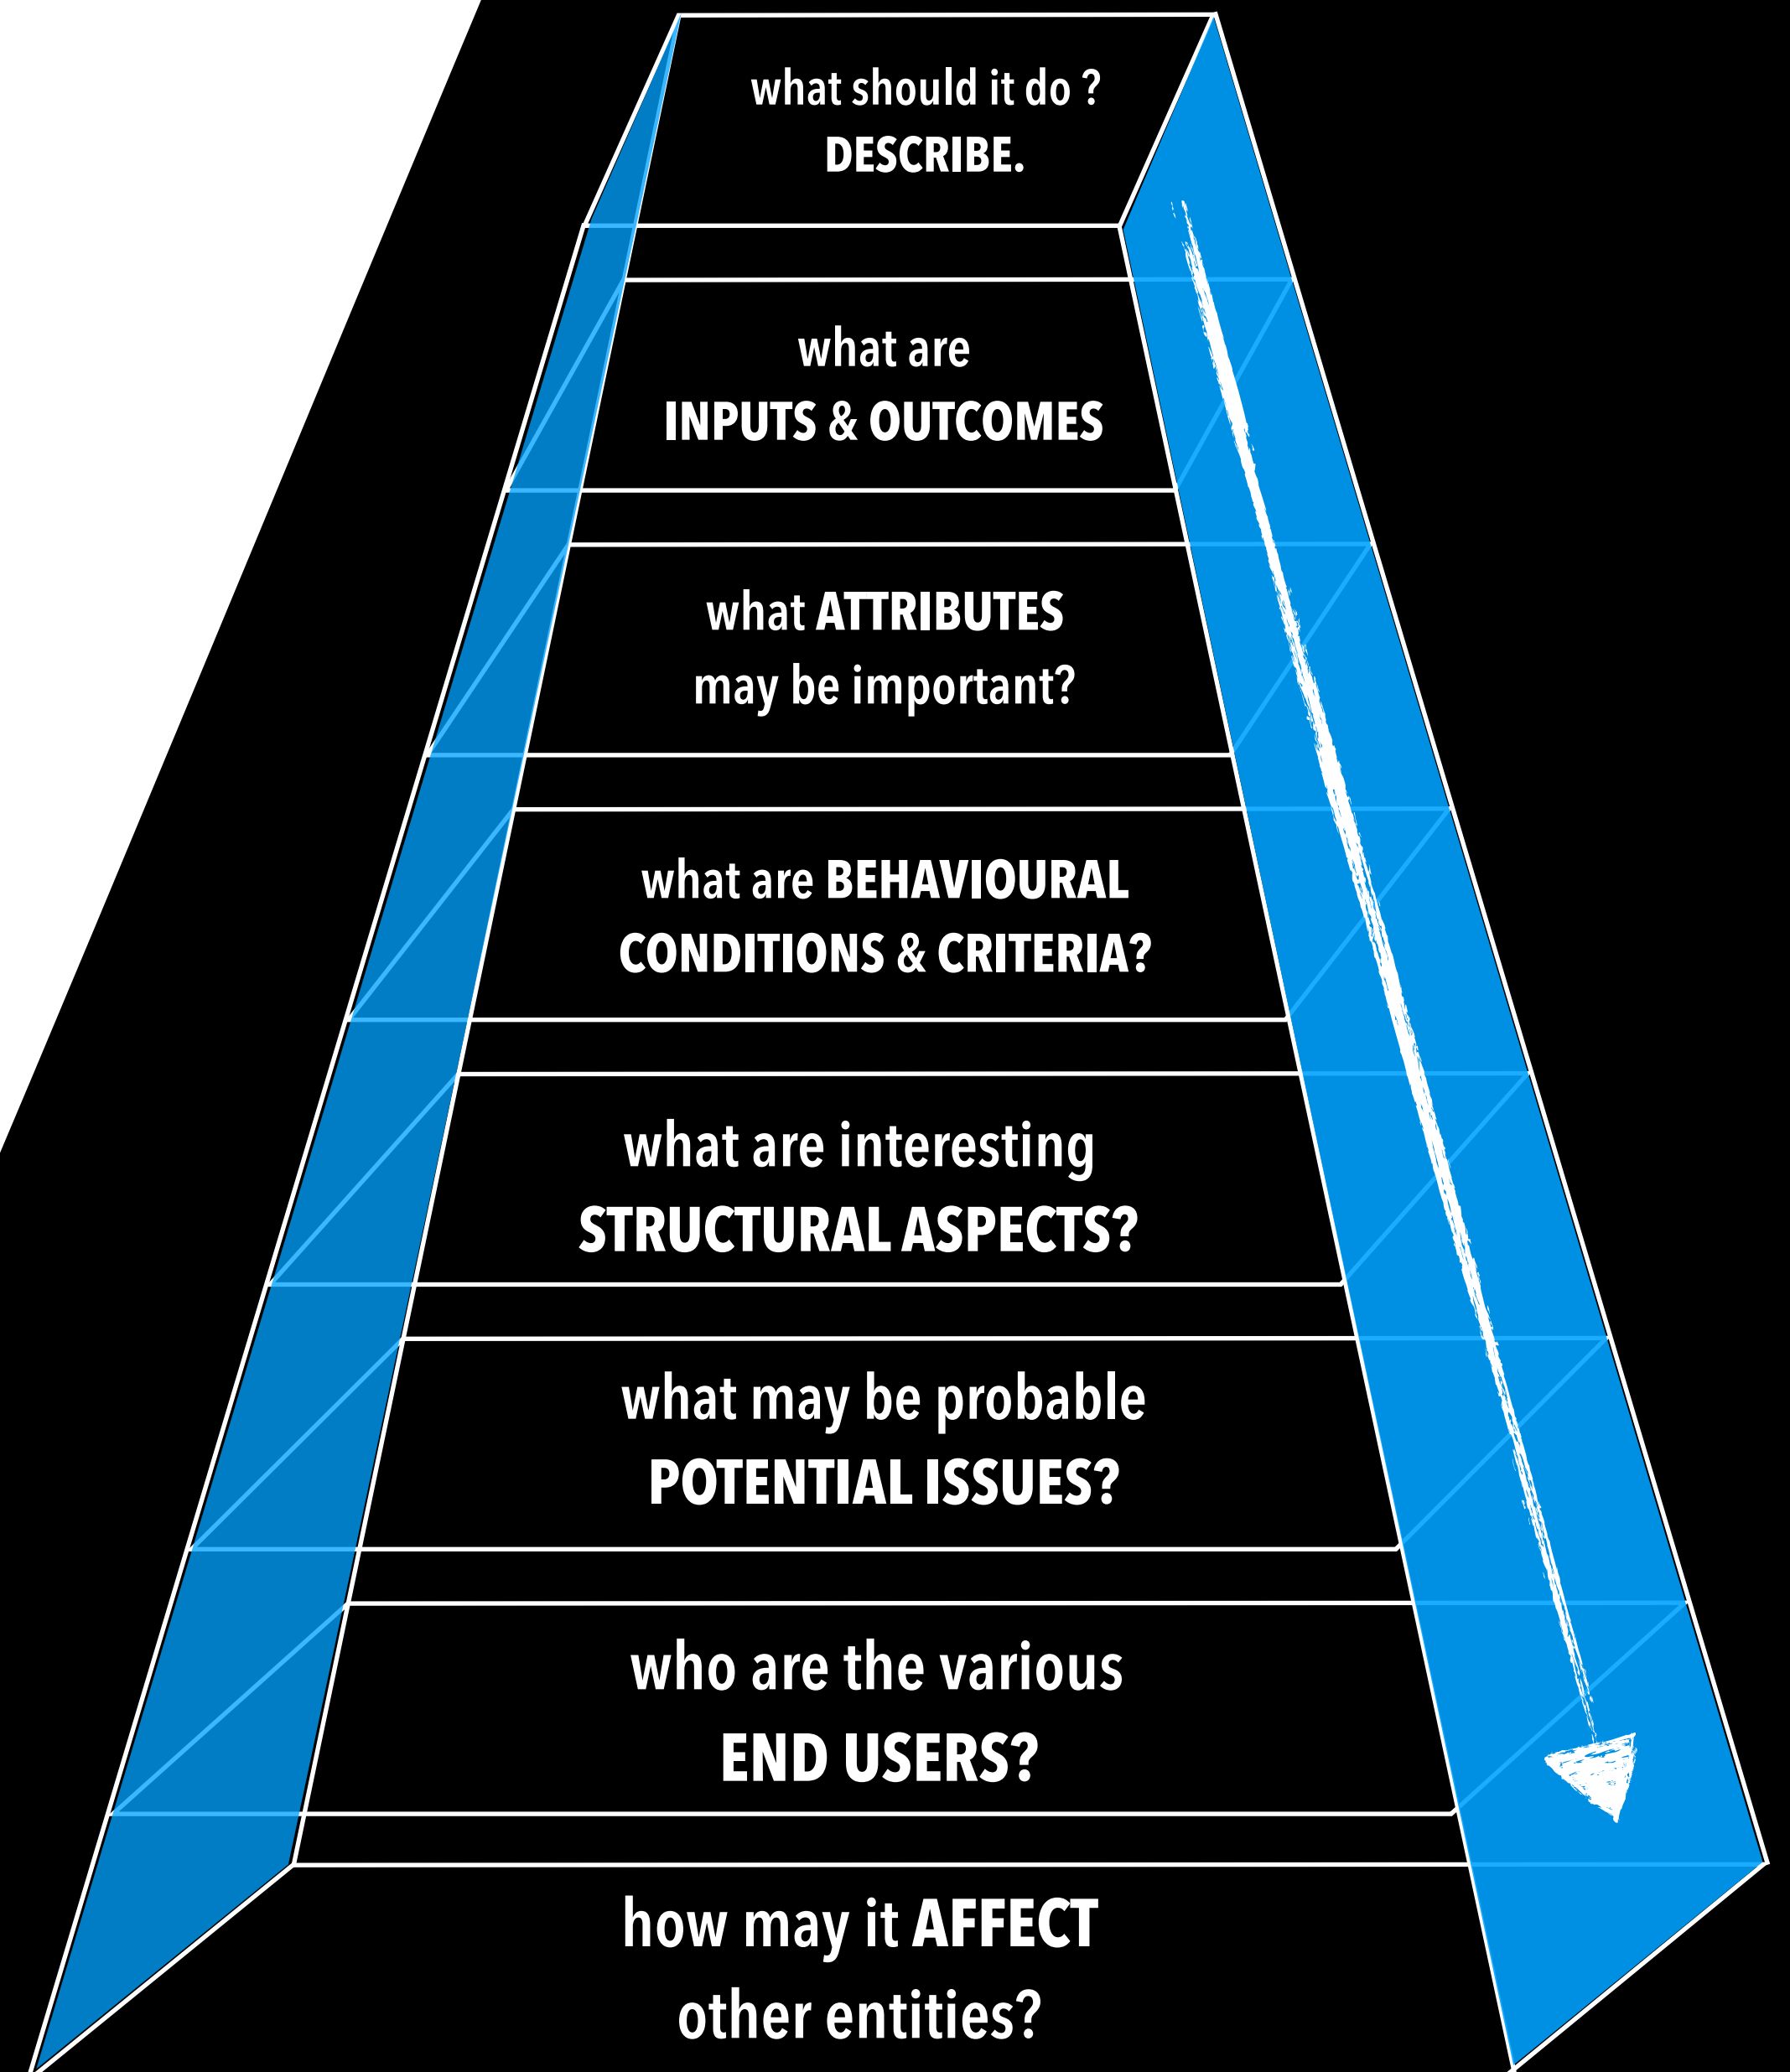 what should it do ?
DESCRIBE.
what are
INPUTS & OUTCOMES
what ATTRIBUTES
may be important?
what are BEHAVIOURAL
CONDITIONS & CRITERIA?
what are interesting
STRUCTURAL ASPECTS?
what may be probable
POTENTIAL ISSUES?
who are the various
END USERS?
how may it AFFECT
other entities?